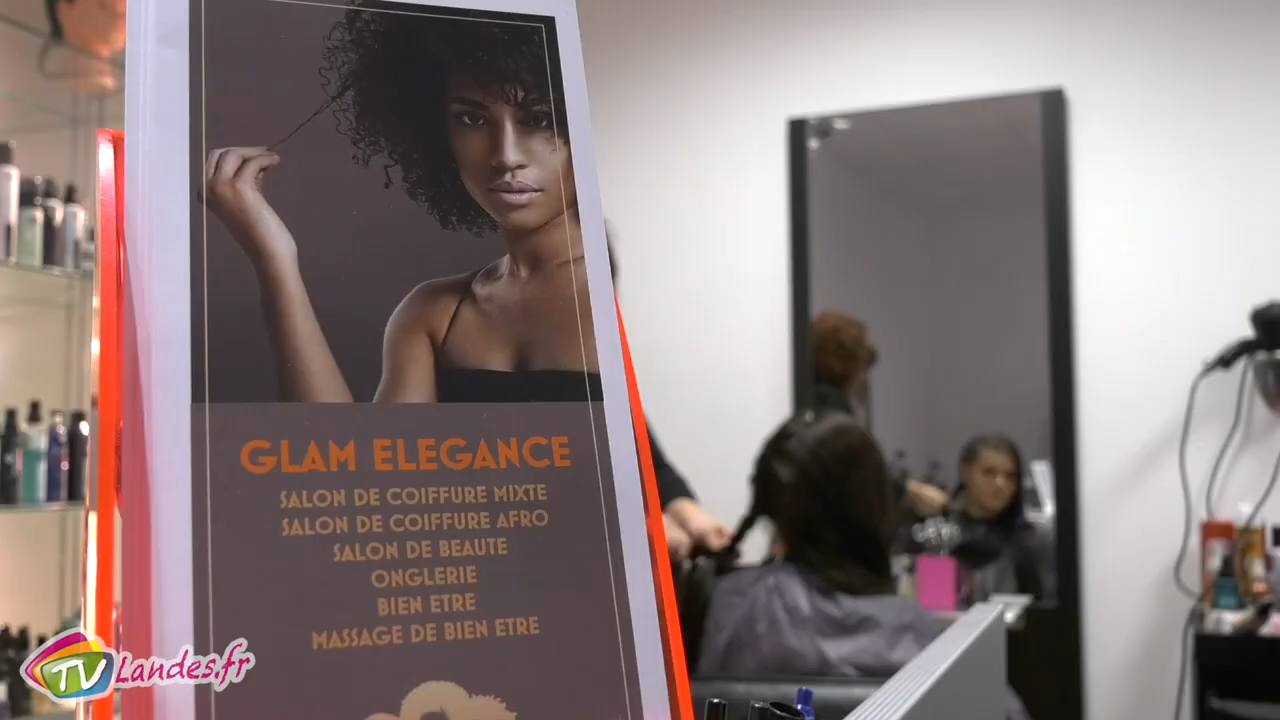 GLAM ELEGANCE
SALON DE COIFFURE MIXTE
SALON DE COIFFURE AFRO
SALON DE BEAUTE
ONGLERIE
BIEN ETRE
MASSAGE DE BIEN ETRE
TV Landes.fr